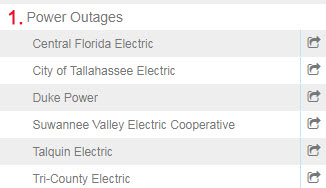 1. Power Outages
Central Florida Electric
City of Tallahassee Electric
Duke Power
Suwannee Valley Electric Cooperative
Talquin Electric
Tri-County Electric